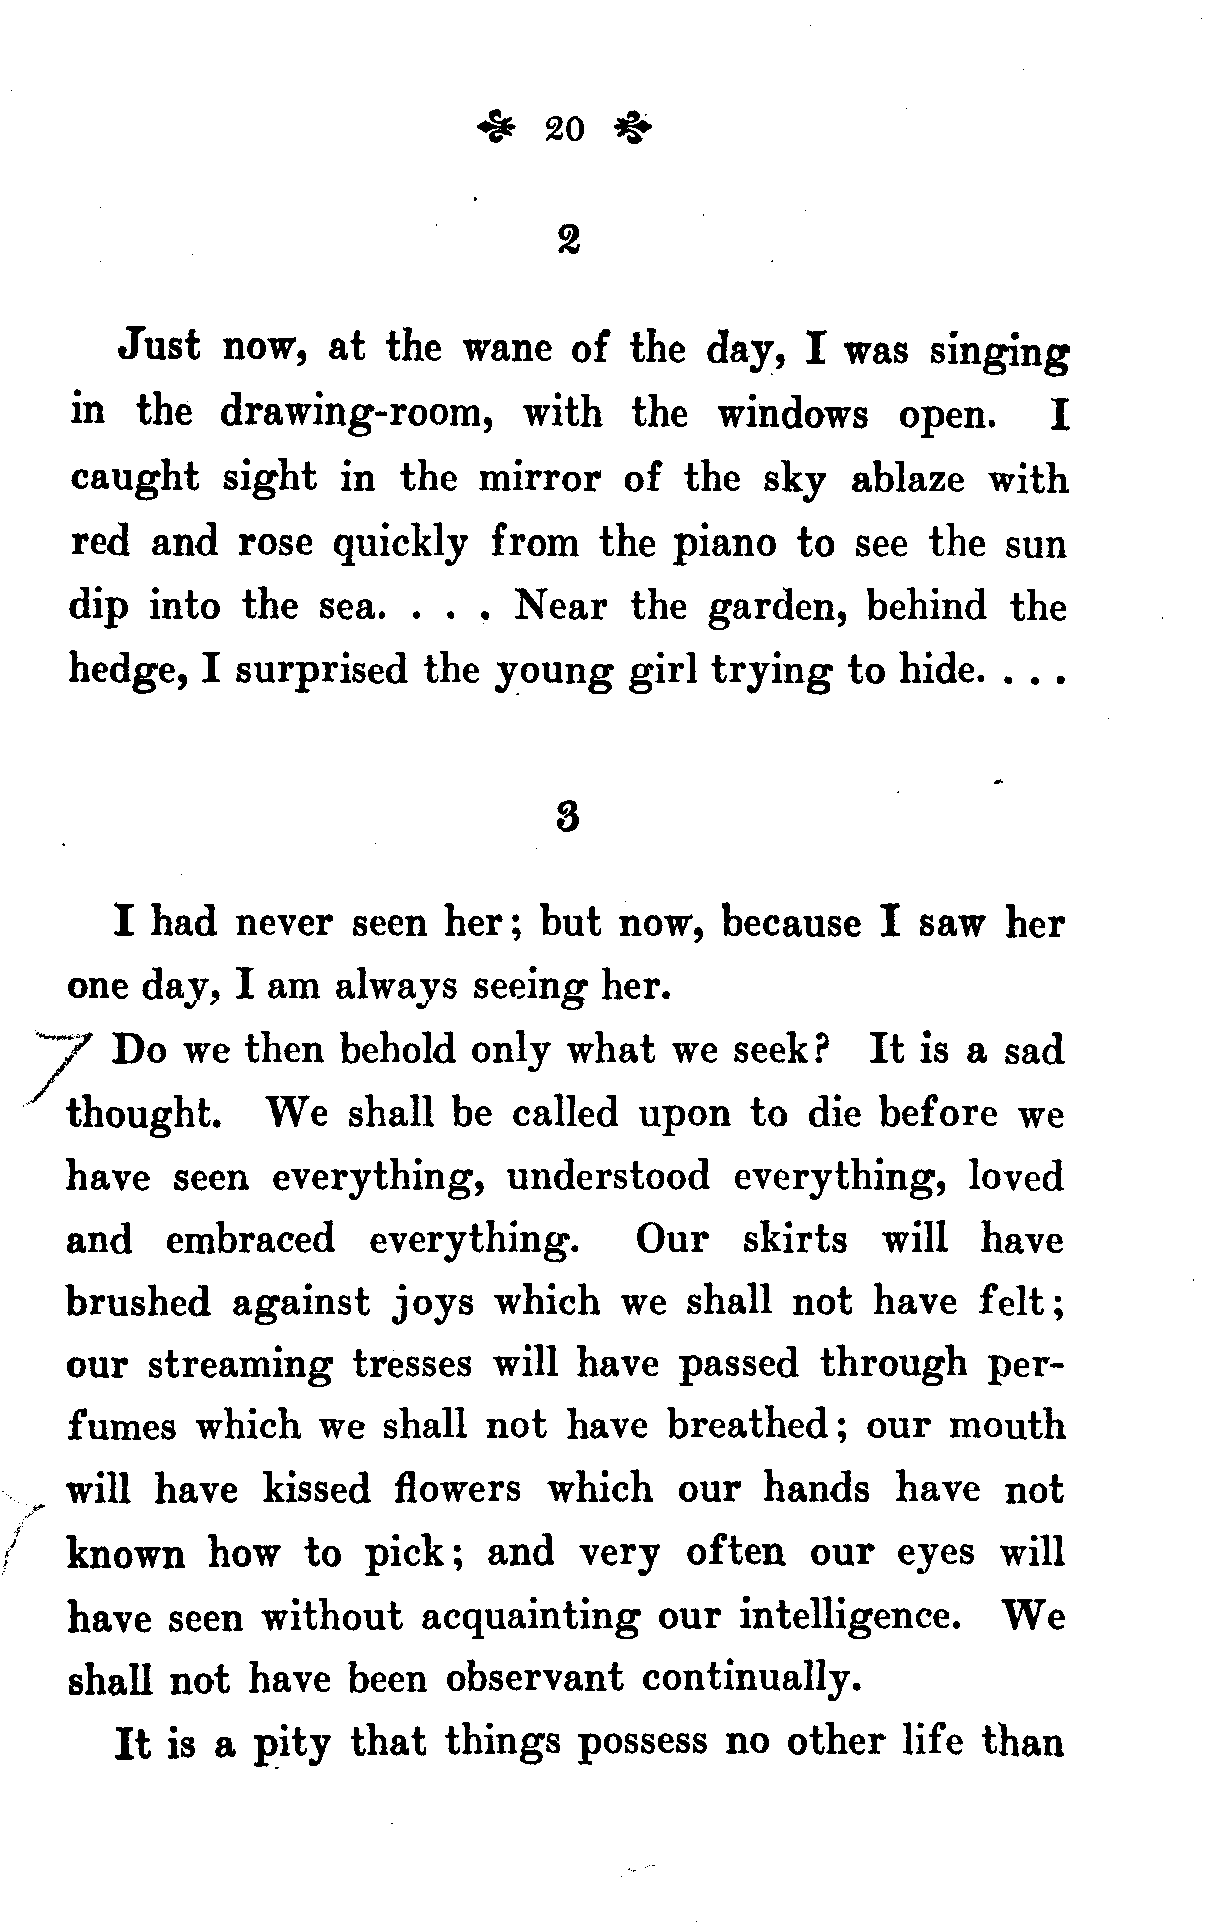 20
2
Just now, at the wane of the day, I was singing
in the drawing-room, with the windows open. I
caught sight in the mirror of the sky ablaze with
red and rose quickly from the piano to see the sun
dip into the sea. . . . Near the garden, behind the
hedge, I surprised the young girl trying to hide. . . .
3
I had never seen her; but now, because I saw her
one day, I am always seeing her.
Do we then behold only what we seek? It is a sad
thought. We shall be called upon to die before we
have seen everything, understood everything, loved
and embraced everything. Our skirts will have
brushed against joys which we shall not have felt;
our streaming tresses will have passed through per-
fumes which we shall not have breathed; our mouth
will have kissed flowers which our hands have not
known how to pick; and very often our eyes will
have seen without acquainting our intelligence. We
shall not have been observant continually.
It is a pity that things possess no other life than